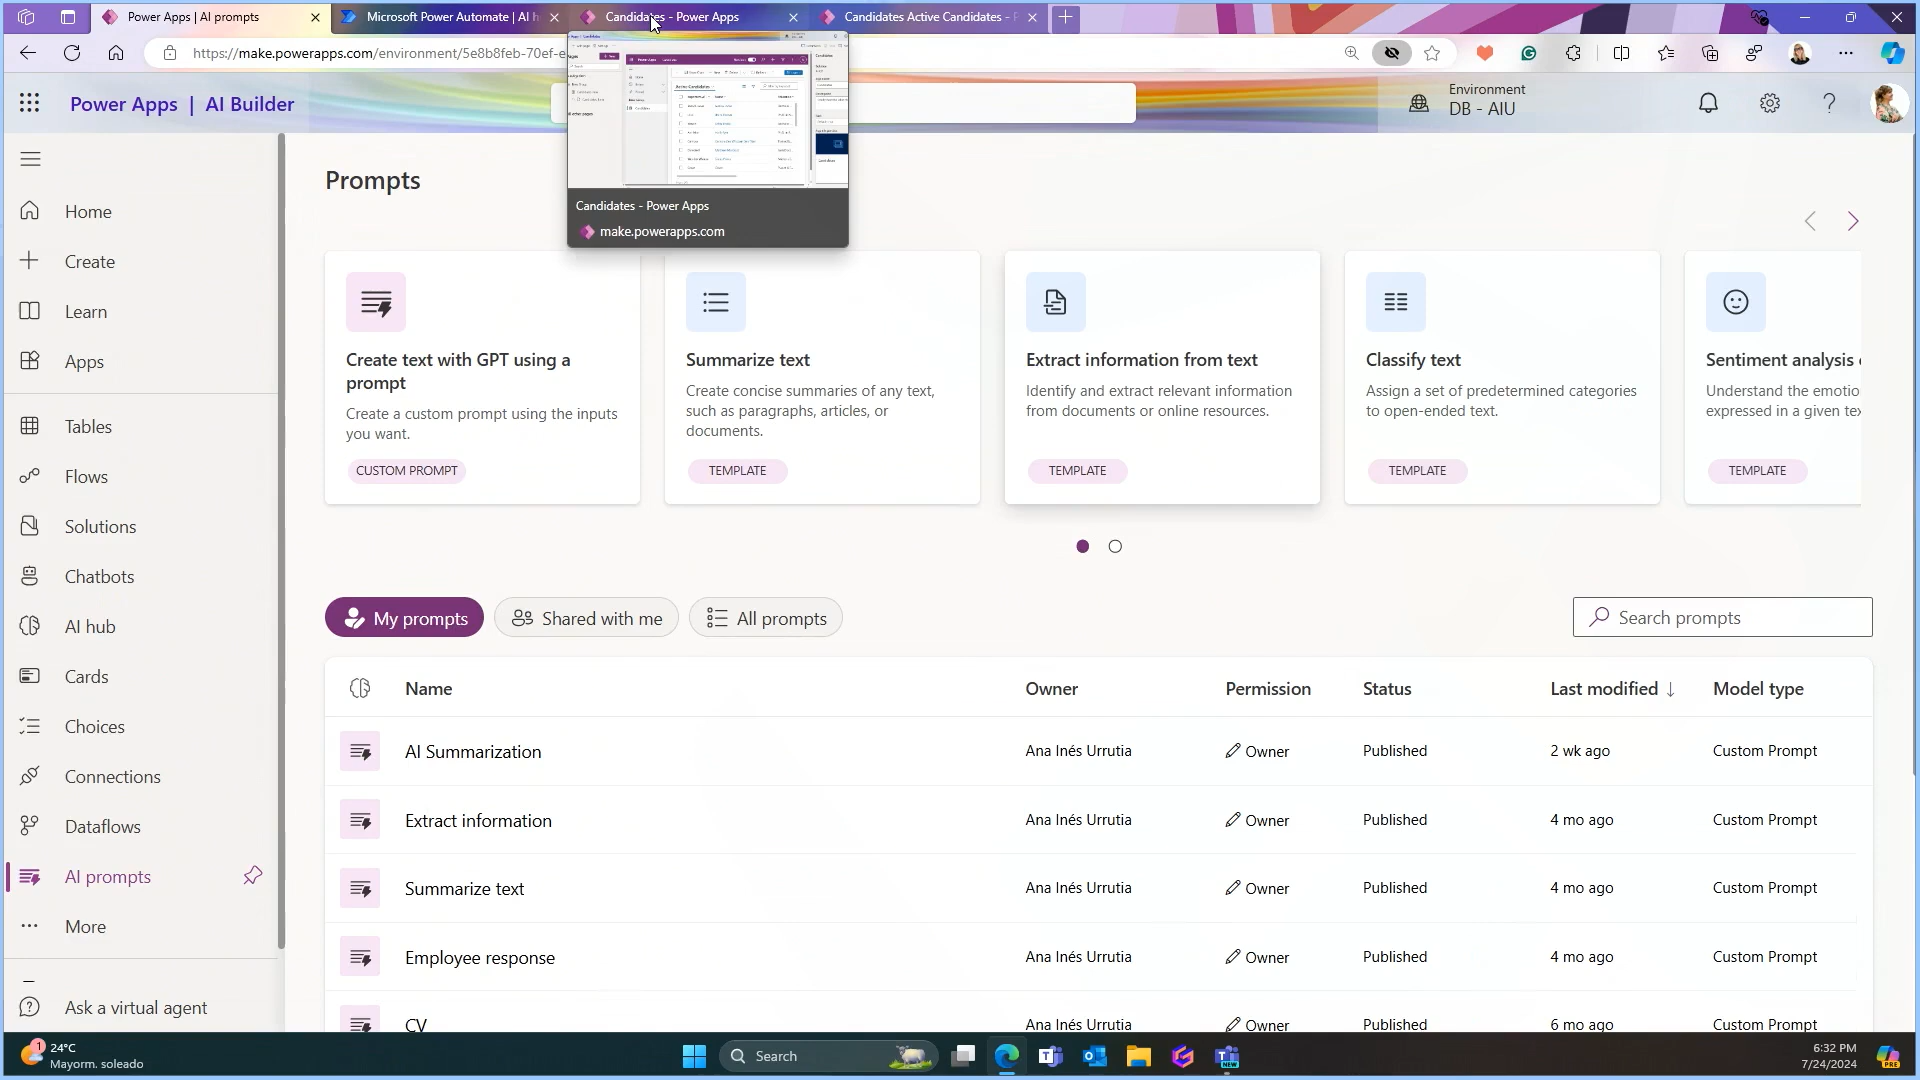 Power Apps | AI prompts
Microsoft Power Automate | AI h
Candidates - Power Apps
Candidates Active Candidates - P
https://make.powerapps.com/environment/5e8b8feb-70ef-e
Power Apps | AI Builder
Environment
DB - AIU
Active Candidates
Candidates - Power Apps
make.powerapps.com
Home
Create
Learn
Apps
Tables
Flows
Solutions
Chatbots
AI hub
Cards
Choices
Connections
Dataflows
AI prompts
More
Ask a virtual agent
Prompts
Create text with GPT using a
prompt
Create a custom prompt using the inputs
you want.
CUSTOM PROMPT
Summarize text
Create concise summaries of any text,
such as paragraphs, articles, or
documents.
TEMPLATE
Extract information from text
Identify and extract relevant information
from documents or online resources.
TEMPLATE
Classify text
Assign a set of predetermined categories
to open-ended text.
TEMPLATE
Sentiment analysis
Understand the emotio
expressed in a given te
TEMPLATE
My prompts
Shared with me
All prompts
Search prompts
Name Owner Permission Status Last modified ↓ Model type
AI Summarization Ana Inés Urrutia Owner Published 2 wk ago Custom Prompt
Extract information Ana Inés Urrutia Owner Published 4 mo ago Custom Prompt
Summarize text Ana Inés Urrutia Owner Published 4 mo ago Custom Prompt
Employee response Ana Inés Urrutia Owner Published 4 mo ago Custom Prompt
CV Ana Inés Urrutia Owner Published 6 mo ago Custom Prompt
1
24°C
Mayorm. soleado
Search
NEW
6:32 PM
7/24/2024
PRE